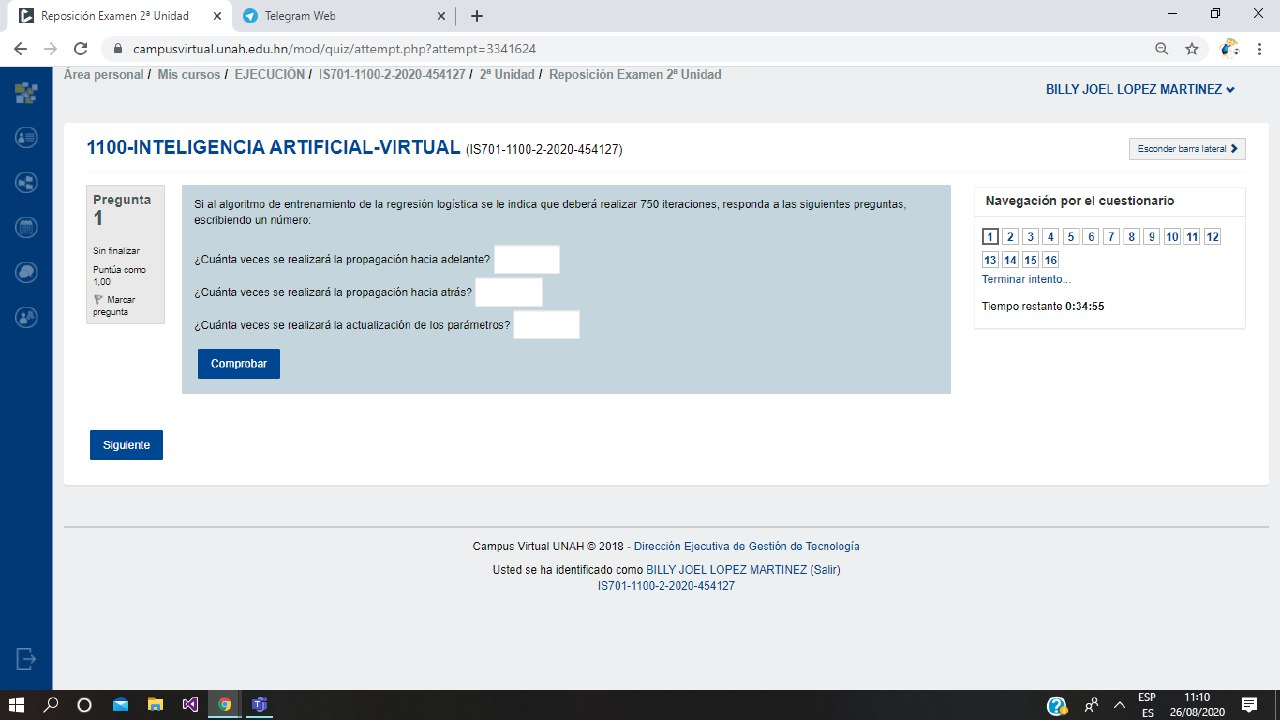 Reposición Examen 2ª Unidad
Telegram Web
campusvirtual.unah.edu.hn/mod/quiz/attempt.php?attempt=3341624
Área personal / Mis cursos / EJECUCIÓN / IS701-1100-2-2020-454127 / 2ª Unidad / Reposición Examen 2ª Unidad
BILLY JOEL LOPEZ MARTINEZ
1100-INTELIGENCIA ARTIFICIAL-VIRTUAL (IS701-1100-2-2020-454127)
Esconder barra lateral
Pregunta
1
Sin finalizar
Puntúa como
1,00
Marcar
pregunta
Si al algoritmo de entrenamiento de la regresión logística se le indica que deberá realizar 750 iteraciones, responda a las siguientes preguntas,
escribiendo un número:
¿Cuánta veces se realizará la propagación hacia adelante?
¿Cuánta veces se realizará la propagación hacia atrás?
¿Cuánta veces se realizará la actualización de los parámetros?
Comprobar
Siguiente
Navegación por el cuestionario
1 2 3 4 5 6 7 8 9 10 11 12
13 14 15 16
Terminar intento...
Tiempo restante 0:34:55
Campus Virtual UNAH © 2018 - Dirección Ejecutiva de Gestión de Tecnología
Usted se ha identificado como BILLY JOEL LOPEZ MARTINEZ (Salir)
IS701-1100-2-2020-454127
ESP
ES
11:10
26/08/2020